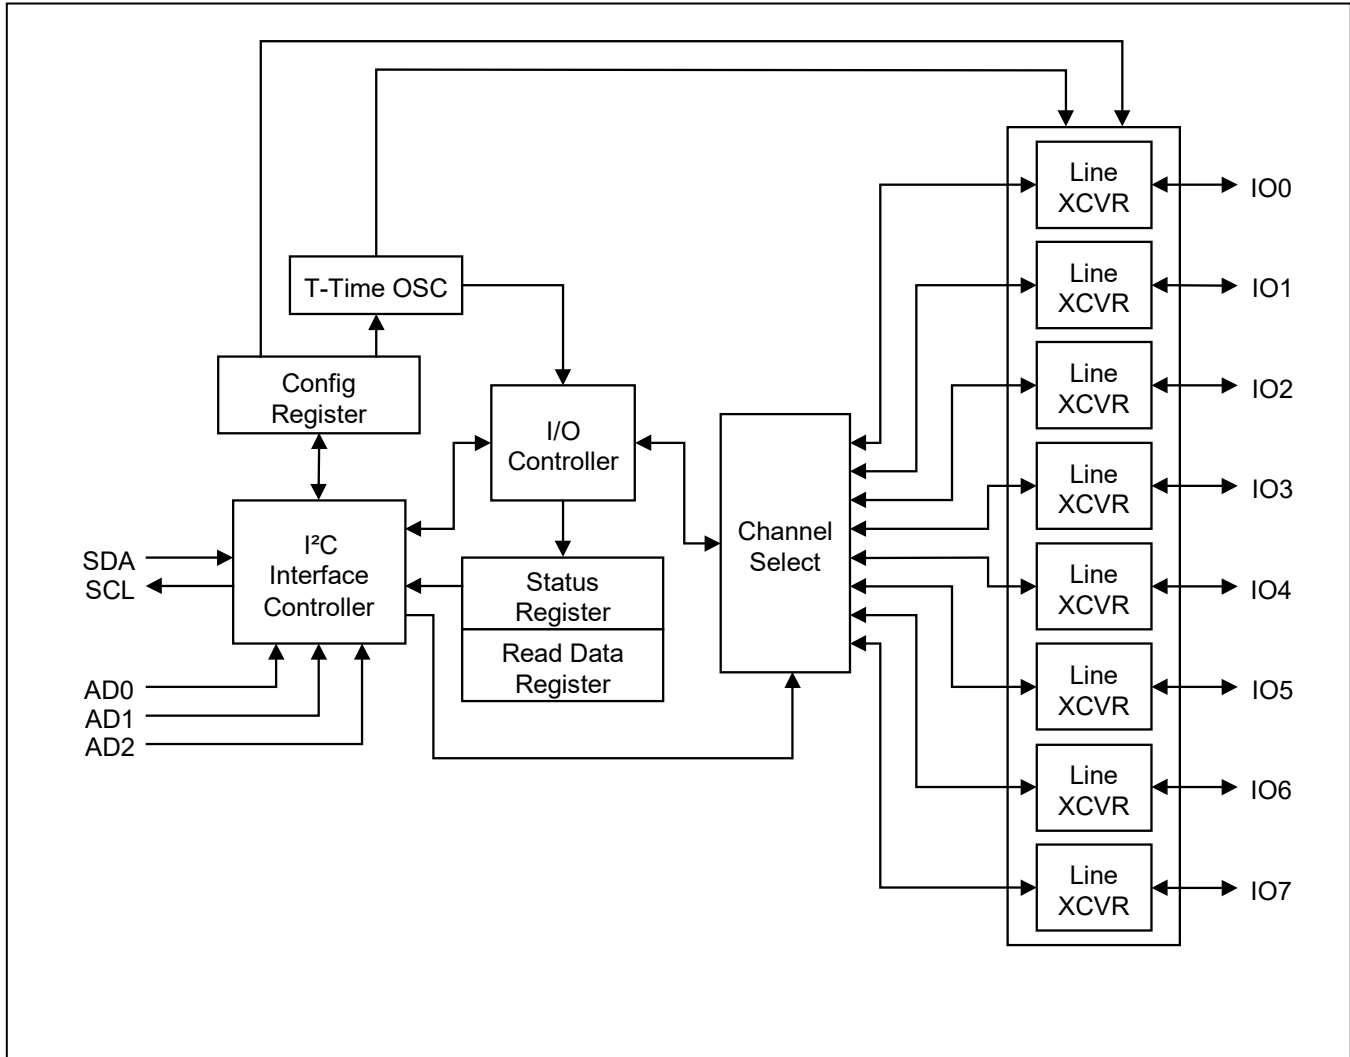 Line
XCVR
IO0
T-Time OSC
Line
XCVR
IO1
Config
Register
Line
XCVR
IO2
I/O
Controller
Line
XCVR
IO3
Channel
Select
I²C
Interface
Controller
SDA
SCL
Status
Register
Line
XCVR
IO4
Read Data
Register
AD0
AD1
AD2
Line
XCVR
IO5
Line
XCVR
IO6
Line
XCVR
IO7